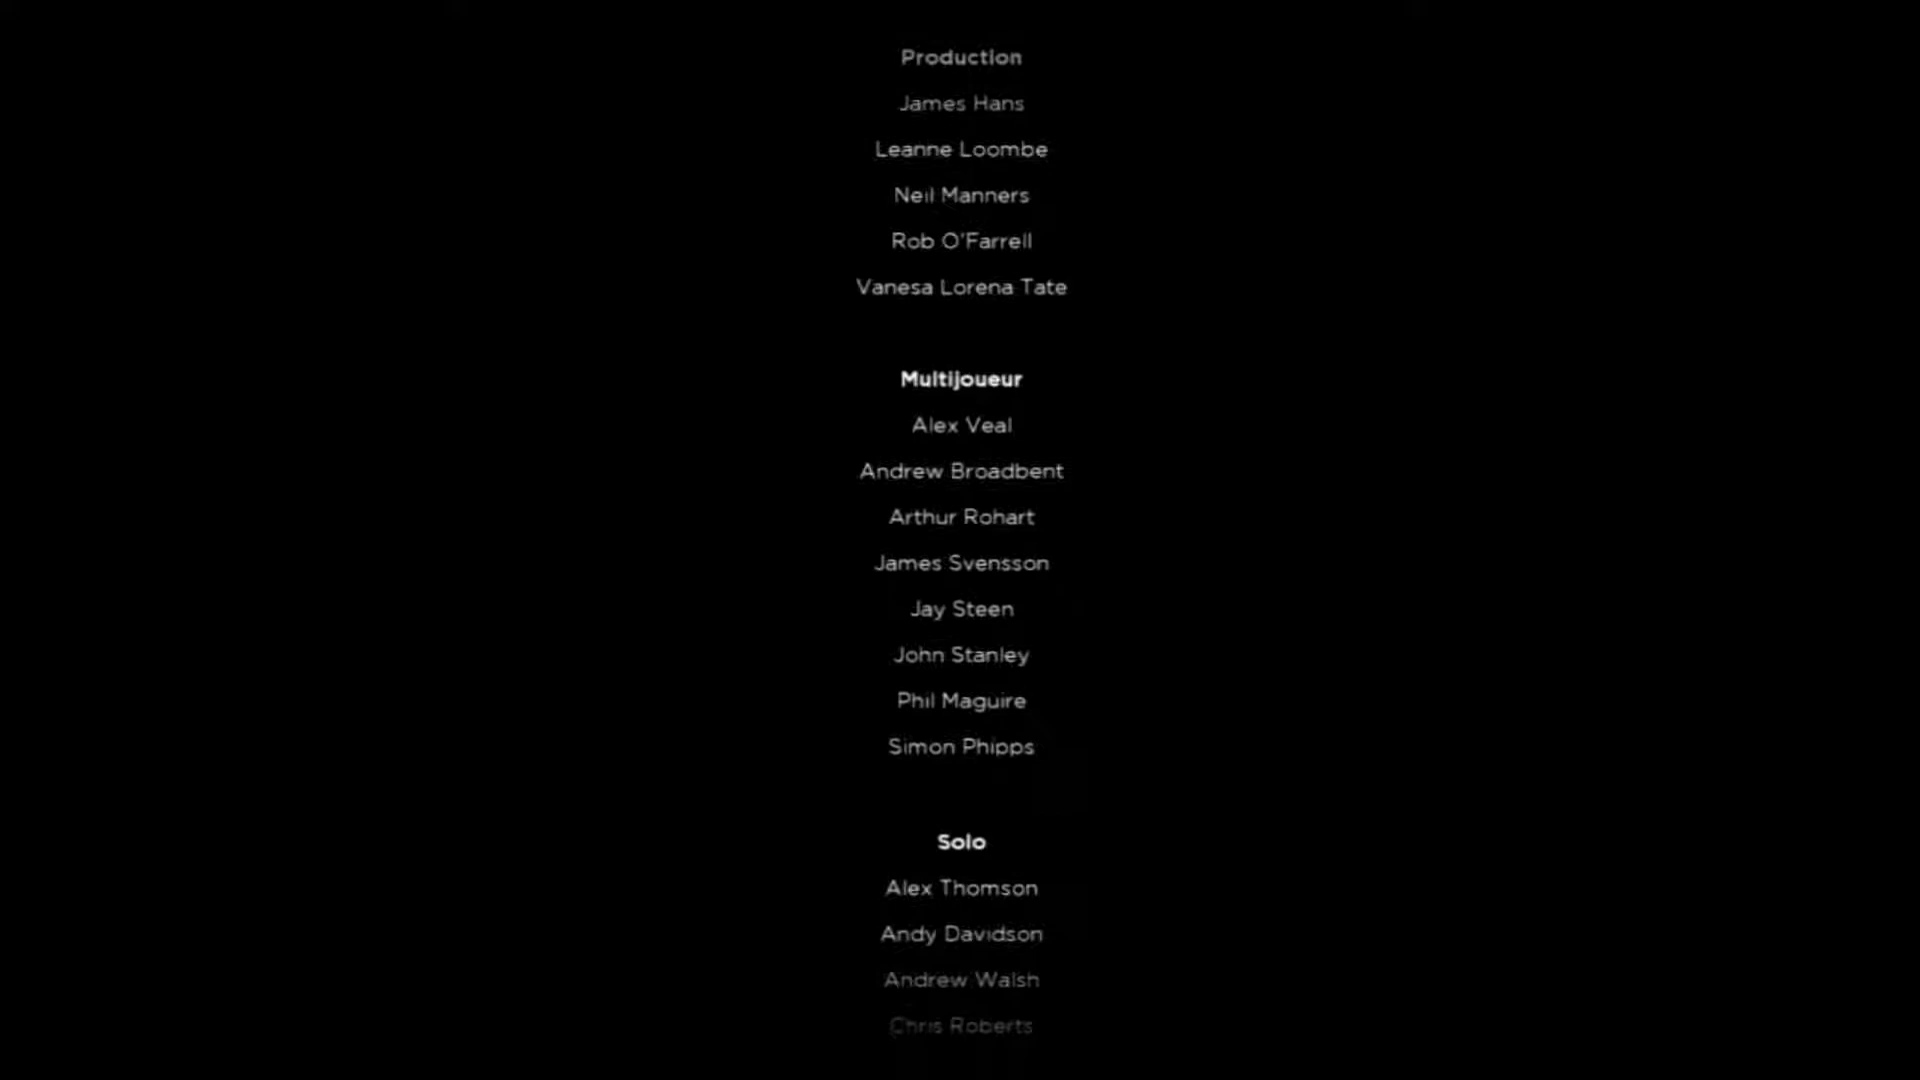 Production
James Hans
Leanne Loombe
Neil Manners
Rob O'Farrell
Vanesa Lorena Tate
Multijoueur
Alex Veal
Andrew Broadbent
Arthur Rohart
James Svensson
Jay Steen
John Stanley
Phil Maguire
Simon Phipps
Solo
Alex Thomson
Andy Davidson
Andrew Walsh
Chris Roberts